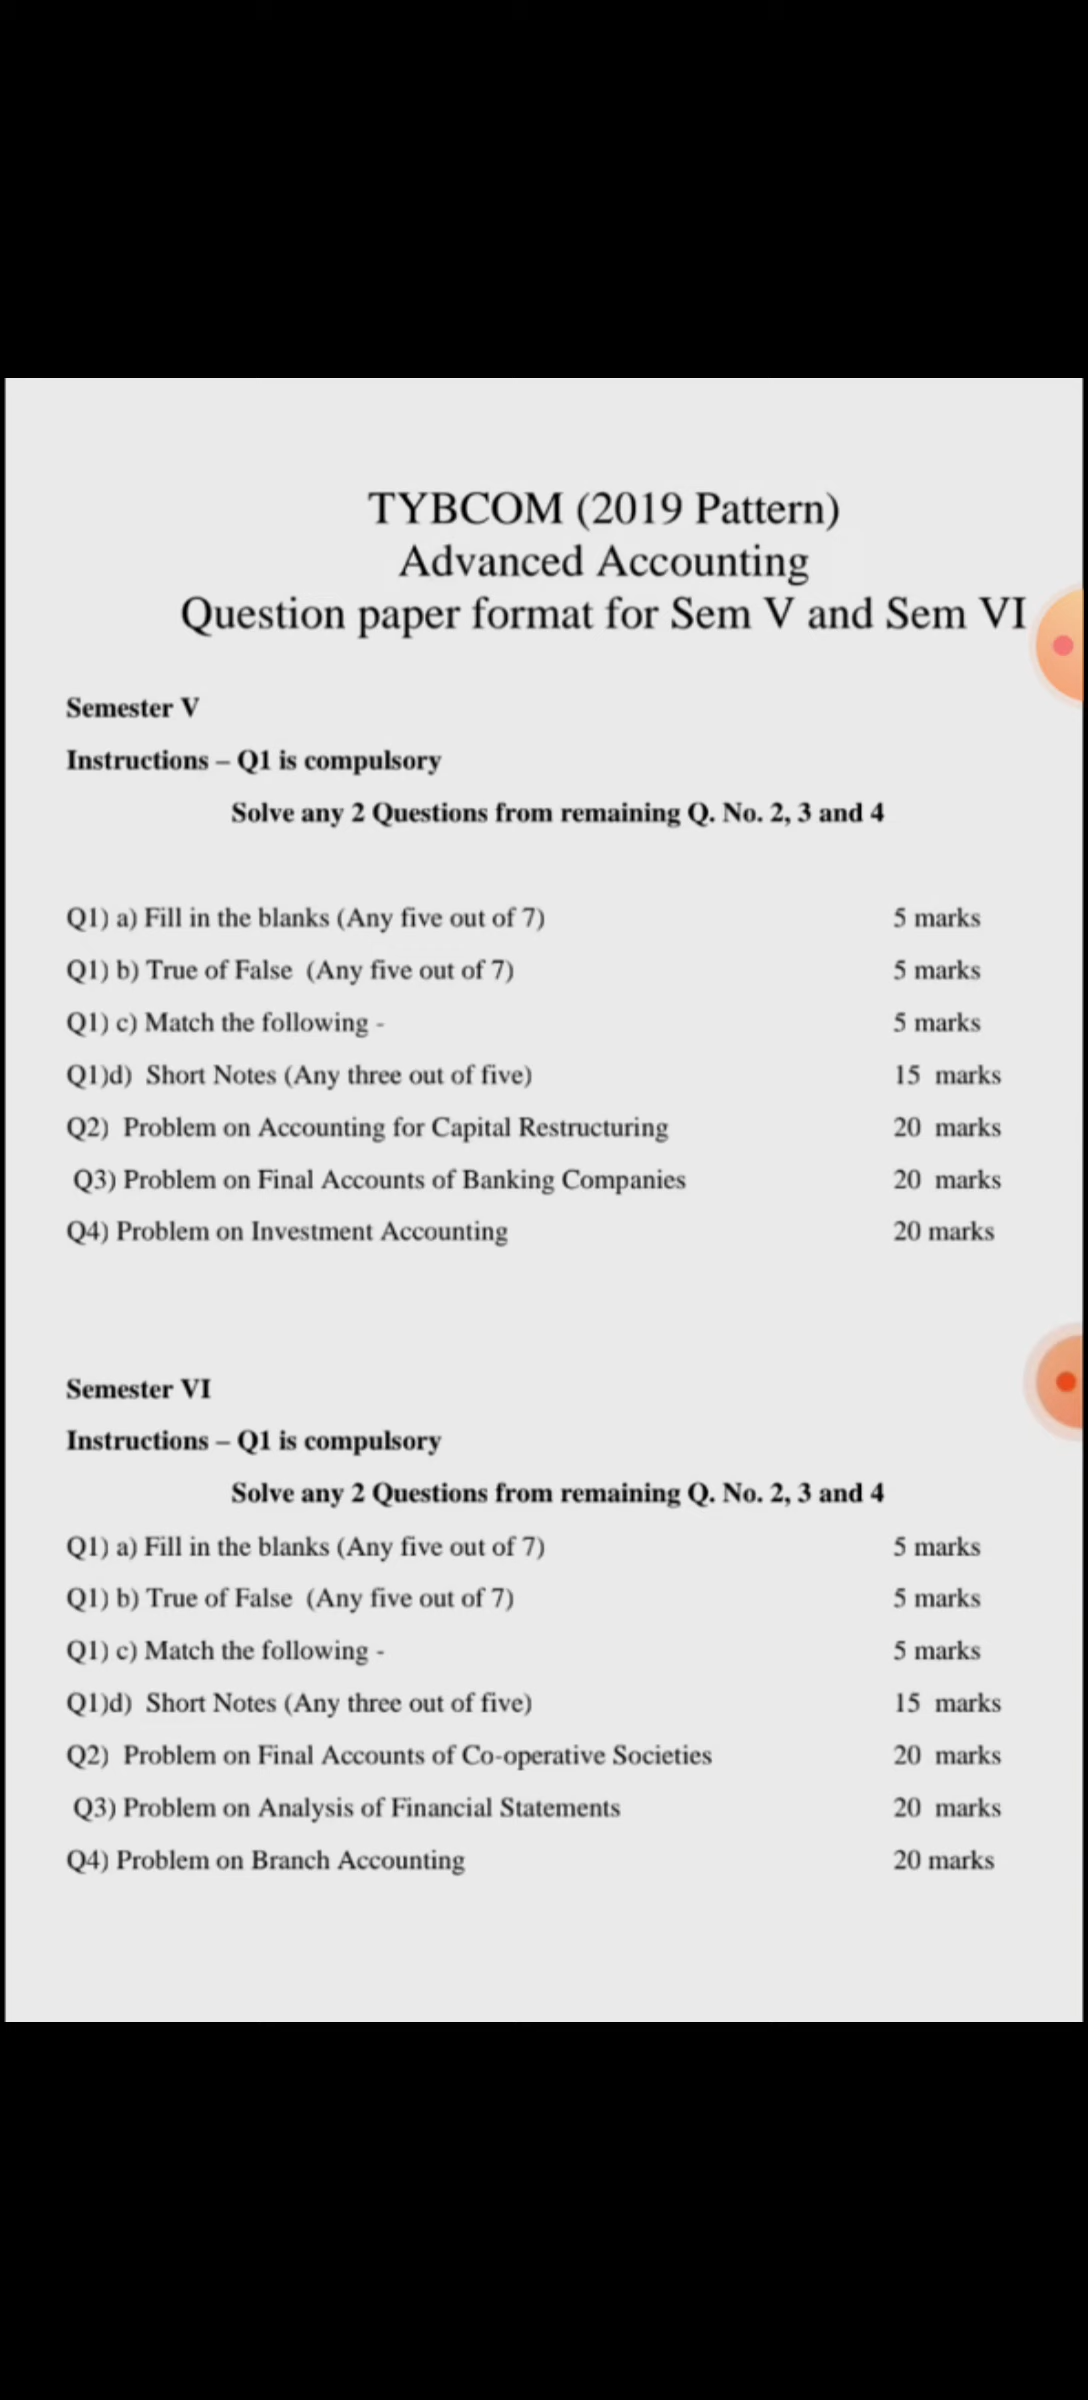 TYBCOM (2019 Pattern)
Advanced Accounting
Question paper format for Sem V and Sem VI
Semester V
Instructions – Q1 is compulsory
Solve any 2 Questions from remaining Q. No. 2, 3 and 4
Q1) a) Fill in the blanks (Any five out of 7) 5 marks
Q1) b) True of False (Any five out of 7) 5 marks
Q1) c) Match the following - 5 marks
Q1)d) Short Notes (Any three out of five) 15 marks
Q2) Problem on Accounting for Capital Restructuring 20 marks
Q3) Problem on Final Accounts of Banking Companies 20 marks
Q4) Problem on Investment Accounting 20 marks
Semester VI
Instructions – Q1 is compulsory
Solve any 2 Questions from remaining Q. No. 2, 3 and 4
Q1) a) Fill in the blanks (Any five out of 7) 5 marks
Q1) b) True of False (Any five out of 7) 5 marks
Q1) c) Match the following - 5 marks
Q1)d) Short Notes (Any three out of five) 15 marks
Q2) Problem on Final Accounts of Co-operative Societies 20 marks
Q3) Problem on Analysis of Financial Statements 20 marks
Q4) Problem on Branch Accounting 20 marks